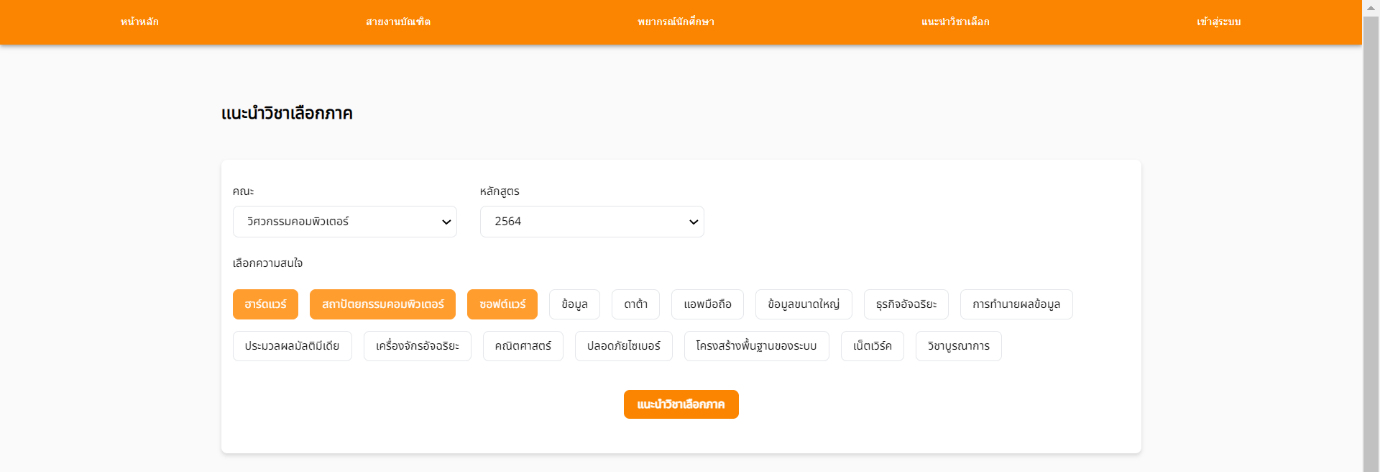 หน้าหลัก สายงานบัณฑิต พยากรณ์นักศึกษา แนะนำวิชาเลือก เข้าสู่ระบบ
แนะนำวิชาเลือกภาค
คณะ หลักสูตร
วิศวกรรมคอมพิวเตอร์ 2564
เลือกความสนใจ
ฮาร์ดแวร์ สถาปัตยกรรมคอมพิวเตอร์ ซอฟต์แวร์ ข้อมูล ดาต้า แอพมือถือ ข้อมูลขนาดใหญ่ ธุรกิจอัจฉริยะ การทำนายผลข้อมูล
ประมวลผลมัลติมีเดีย เครื่องจักรอัจฉริยะ คณิตศาสตร์ ปลอดภัยไซเบอร์ โครงสร้างพื้นฐานของระบบ เน็ตเวิร์ค วิชาบูรณาการ
แนะนำวิชาเลือกภาค